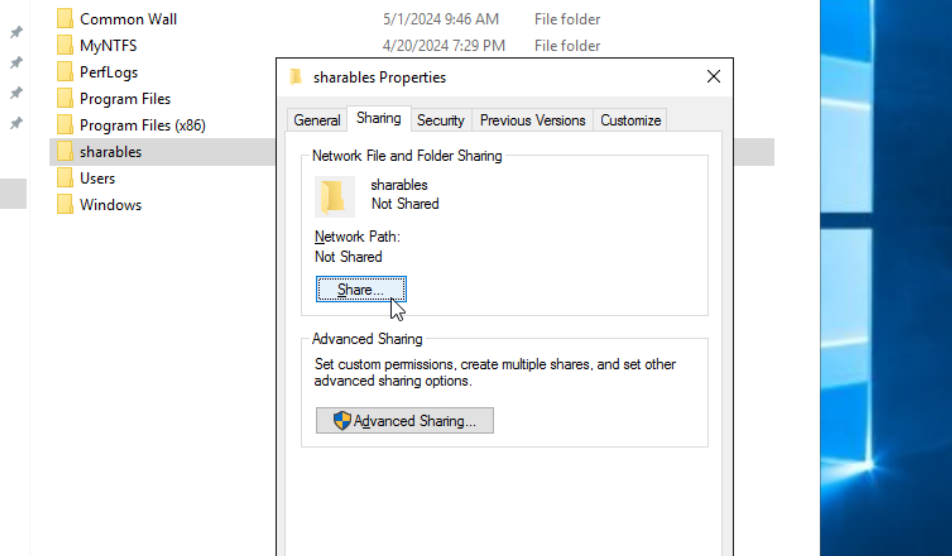 Common Wall 5/1/2024 9:46 AM File folder
MyNTFS 4/20/2024 7:29 PM File folder
PerfLogs
Program Files
Program Files (x86)
sharables
Users
Windows
sharables Properties
General Sharing Security Previous Versions Customize
Network File and Folder Sharing
sharables
Not Shared
Network Path:
Not Shared
Share...
Advanced Sharing
Set custom permissions, create multiple shares, and set other
advanced sharing options.
Advanced Sharing...